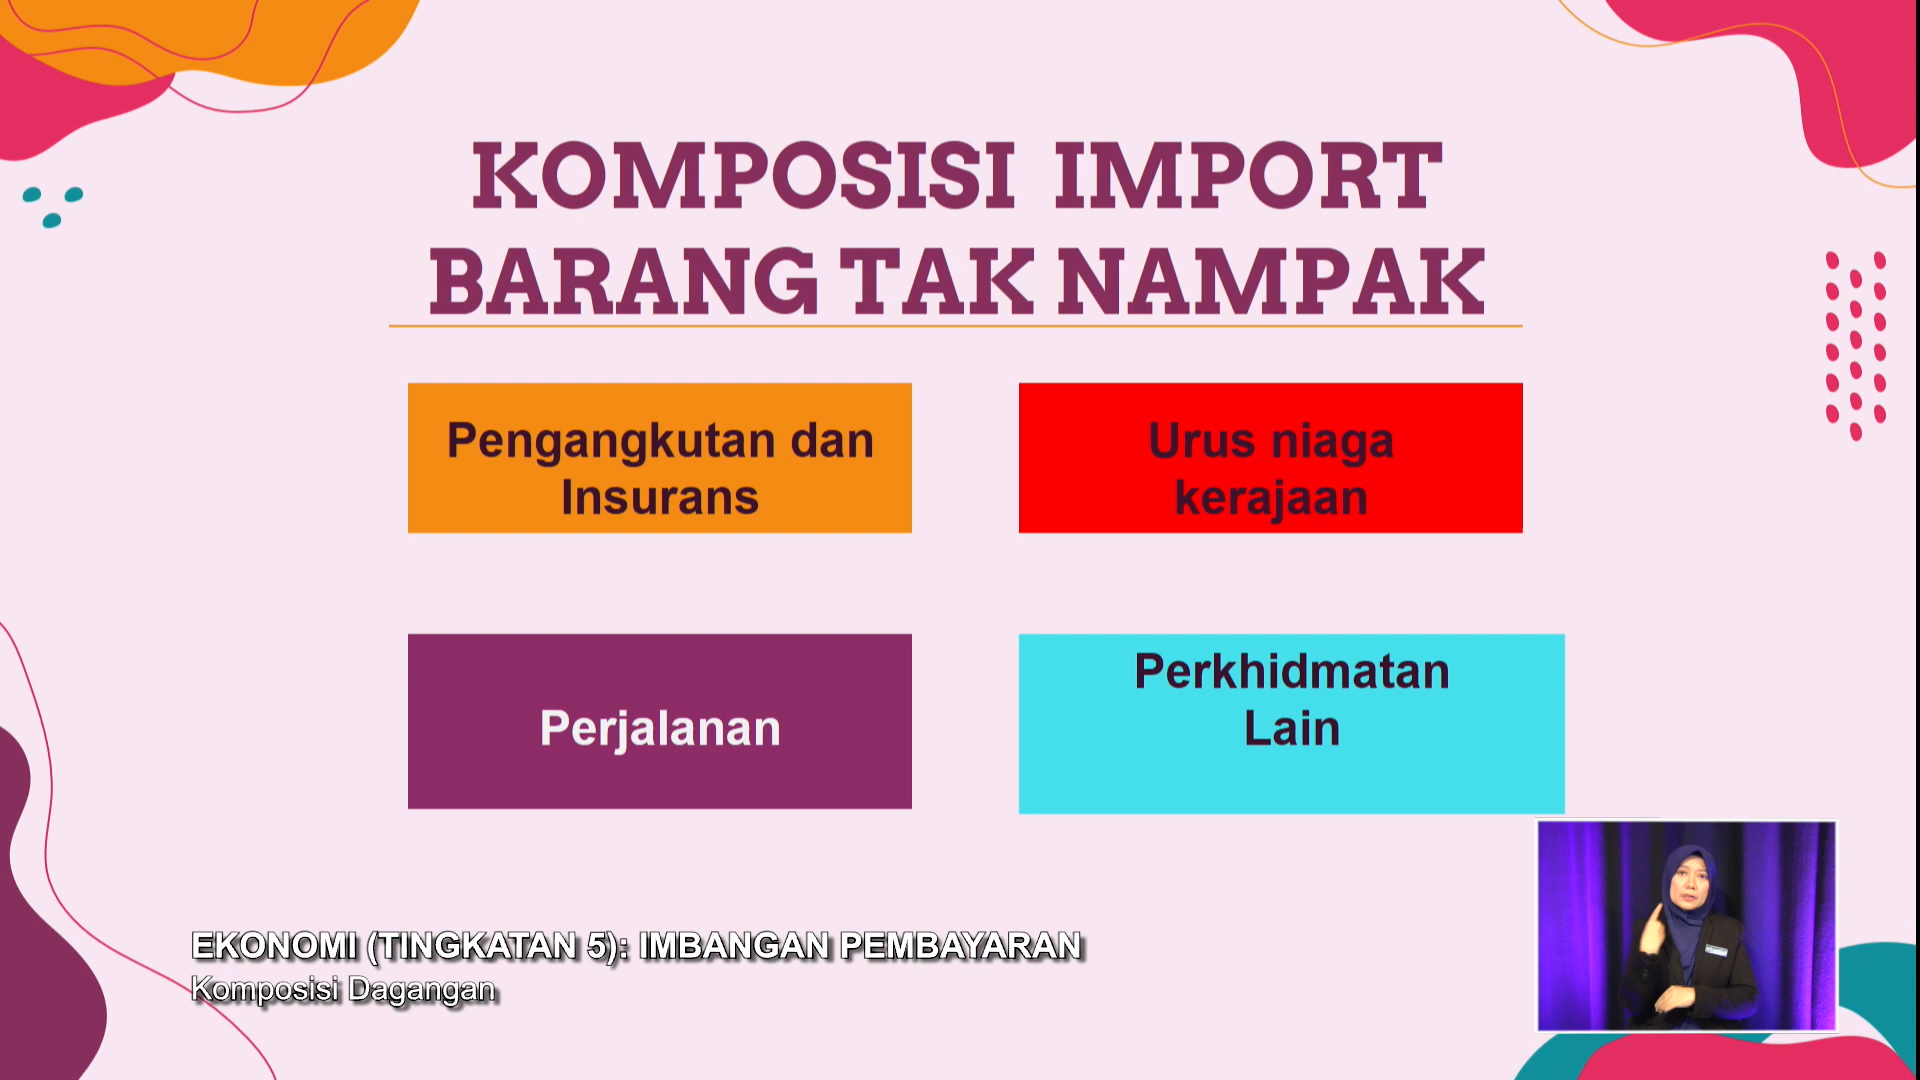 KOMPOSISI IMPORT
BARANG TAK NAMPAK
Pengangkutan dan
Insurans
Urus niaga
kerajaan
Perjalanan
Perkhidmatan
Lain
EKONOMI (TINGKATAN 5): IMBANGAN PEMBAYARAN
Komposisi Dagangan